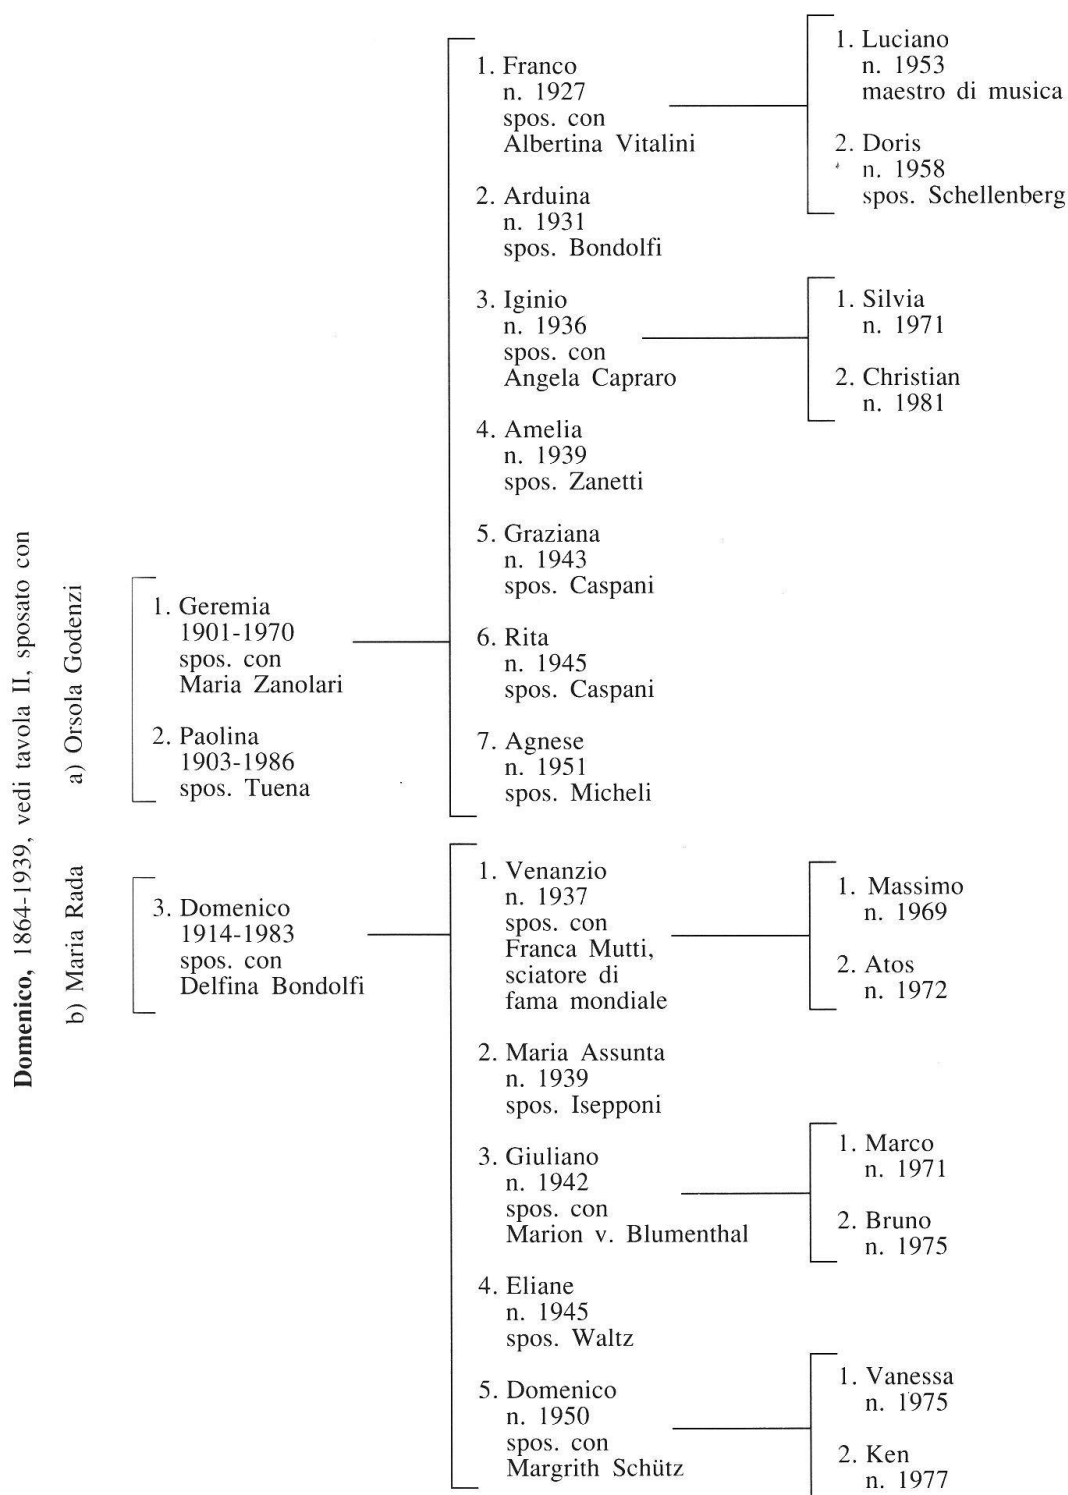 Domenico, 1864-1939, vedi tavola II, sposato con
a) Orsola Godenzi
b) Maria Rada
1. Geremia
1901-1970
spos. con
Maria Zanolari
2. Paolina
1903-1986
spos. Tuena
3. Domenico
1914-1983
spos. con
Delfina Bondolfi
1. Franco
n. 1927
spos. con
Albertina Vitalini
2. Arduina
n. 1931
spos. Bondolfi
3. Iginio
n. 1936
spos. con
Angela Capraro
4. Amelia
n. 1939
spos. Zanetti
5. Graziana
n. 1943
spos. Caspani
6. Rita
n. 1945
spos. Caspani
7. Agnese
n. 1951
spos. Micheli
1. Venanzio
n. 1937
spos. con
Franca Mutti,
sciatore di
fama mondiale
2. Maria Assunta
n. 1939
spos. Isepponi
3. Giuliano
n. 1942
spos. con
Marion v. Blumenthal
4. Eliane
n. 1945
spos. Waltz
5. Domenico
n. 1950
spos. con
Margrith Schütz
1. Luciano
n. 1953
maestro di musica
2. Doris
n. 1958
spos. Schellenberg
1. Silvia
n. 1971
2. Christian
n. 1981
1. Massimo
n. 1969
2. Atos
n. 1972
1. Marco
n. 1971
2. Bruno
n. 1975
1. Vanessa
n. 1975
2. Ken
n. 1977